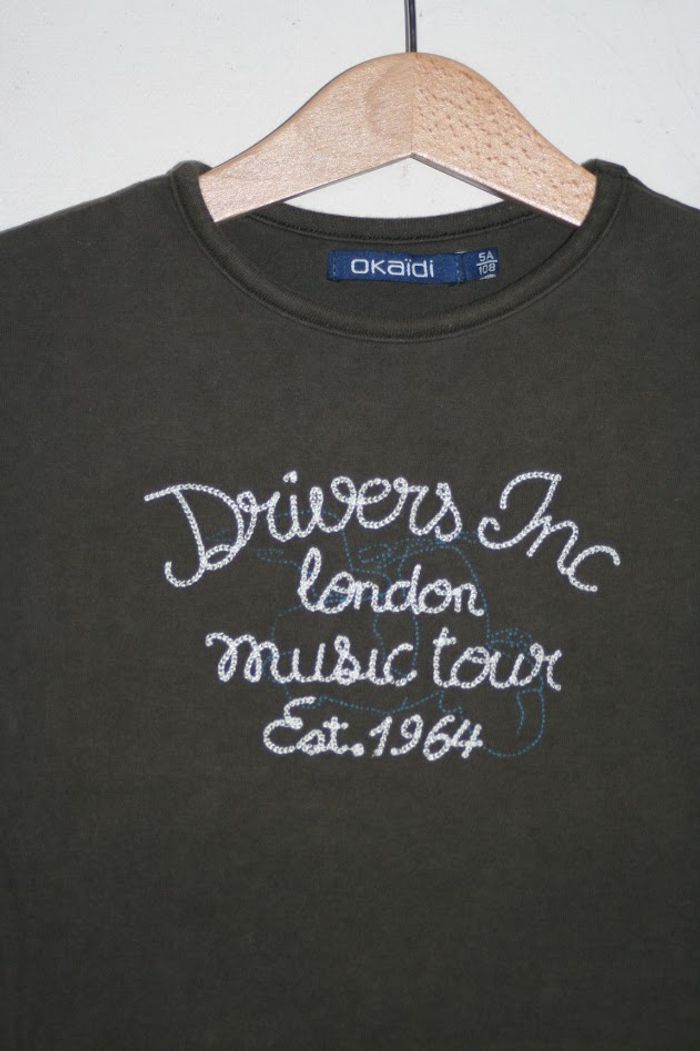 okaïdi
5A
108
Drivers Inc
london
music tour
Est. 1964